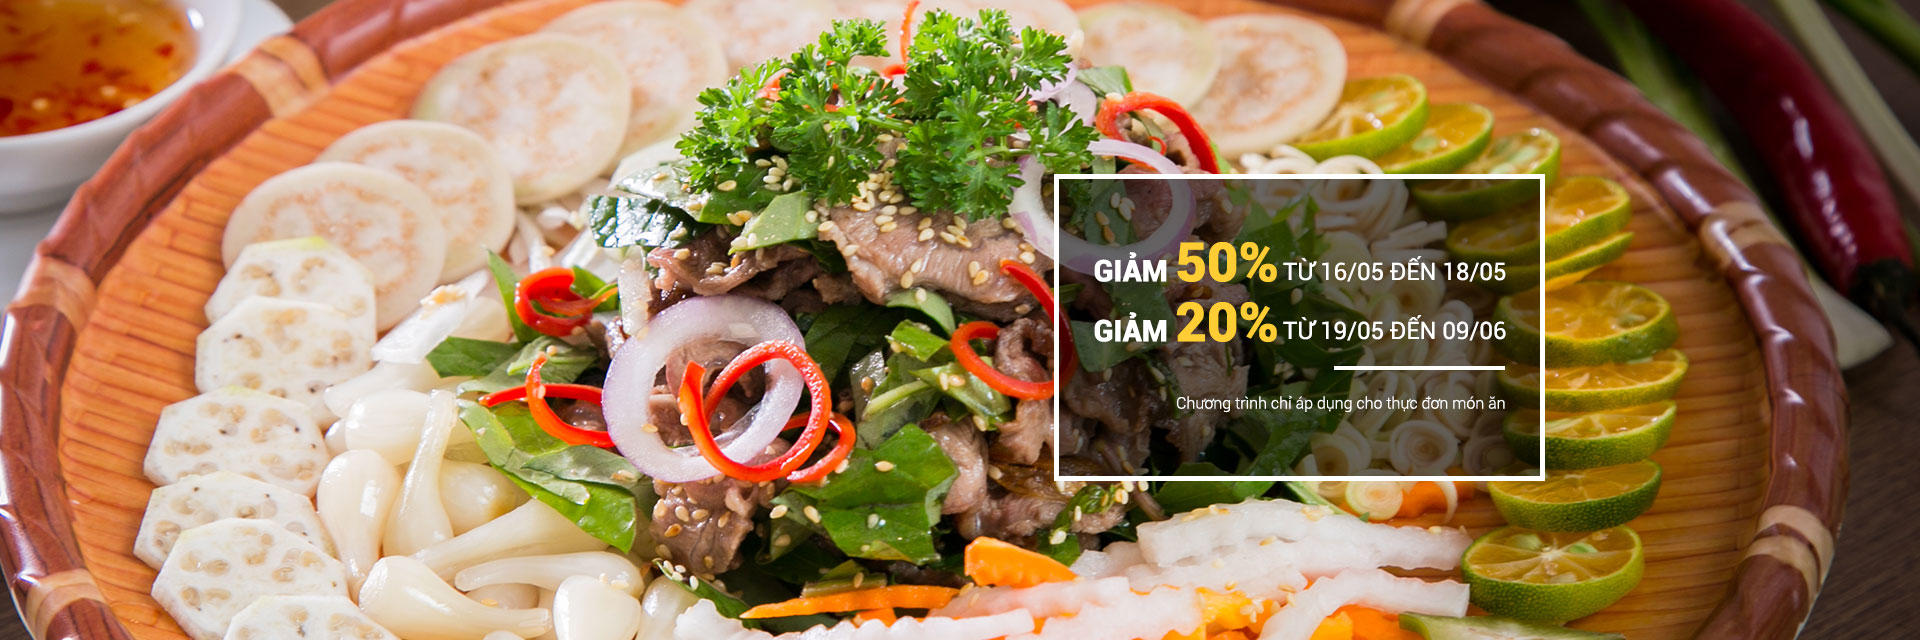 GIẢM 50% TỪ 16/05 ĐẾN 18/05
GIẢM 20% TỪ 19/05 ĐẾN 09/06
Chương trình chỉ áp dụng cho thực đơn món ăn